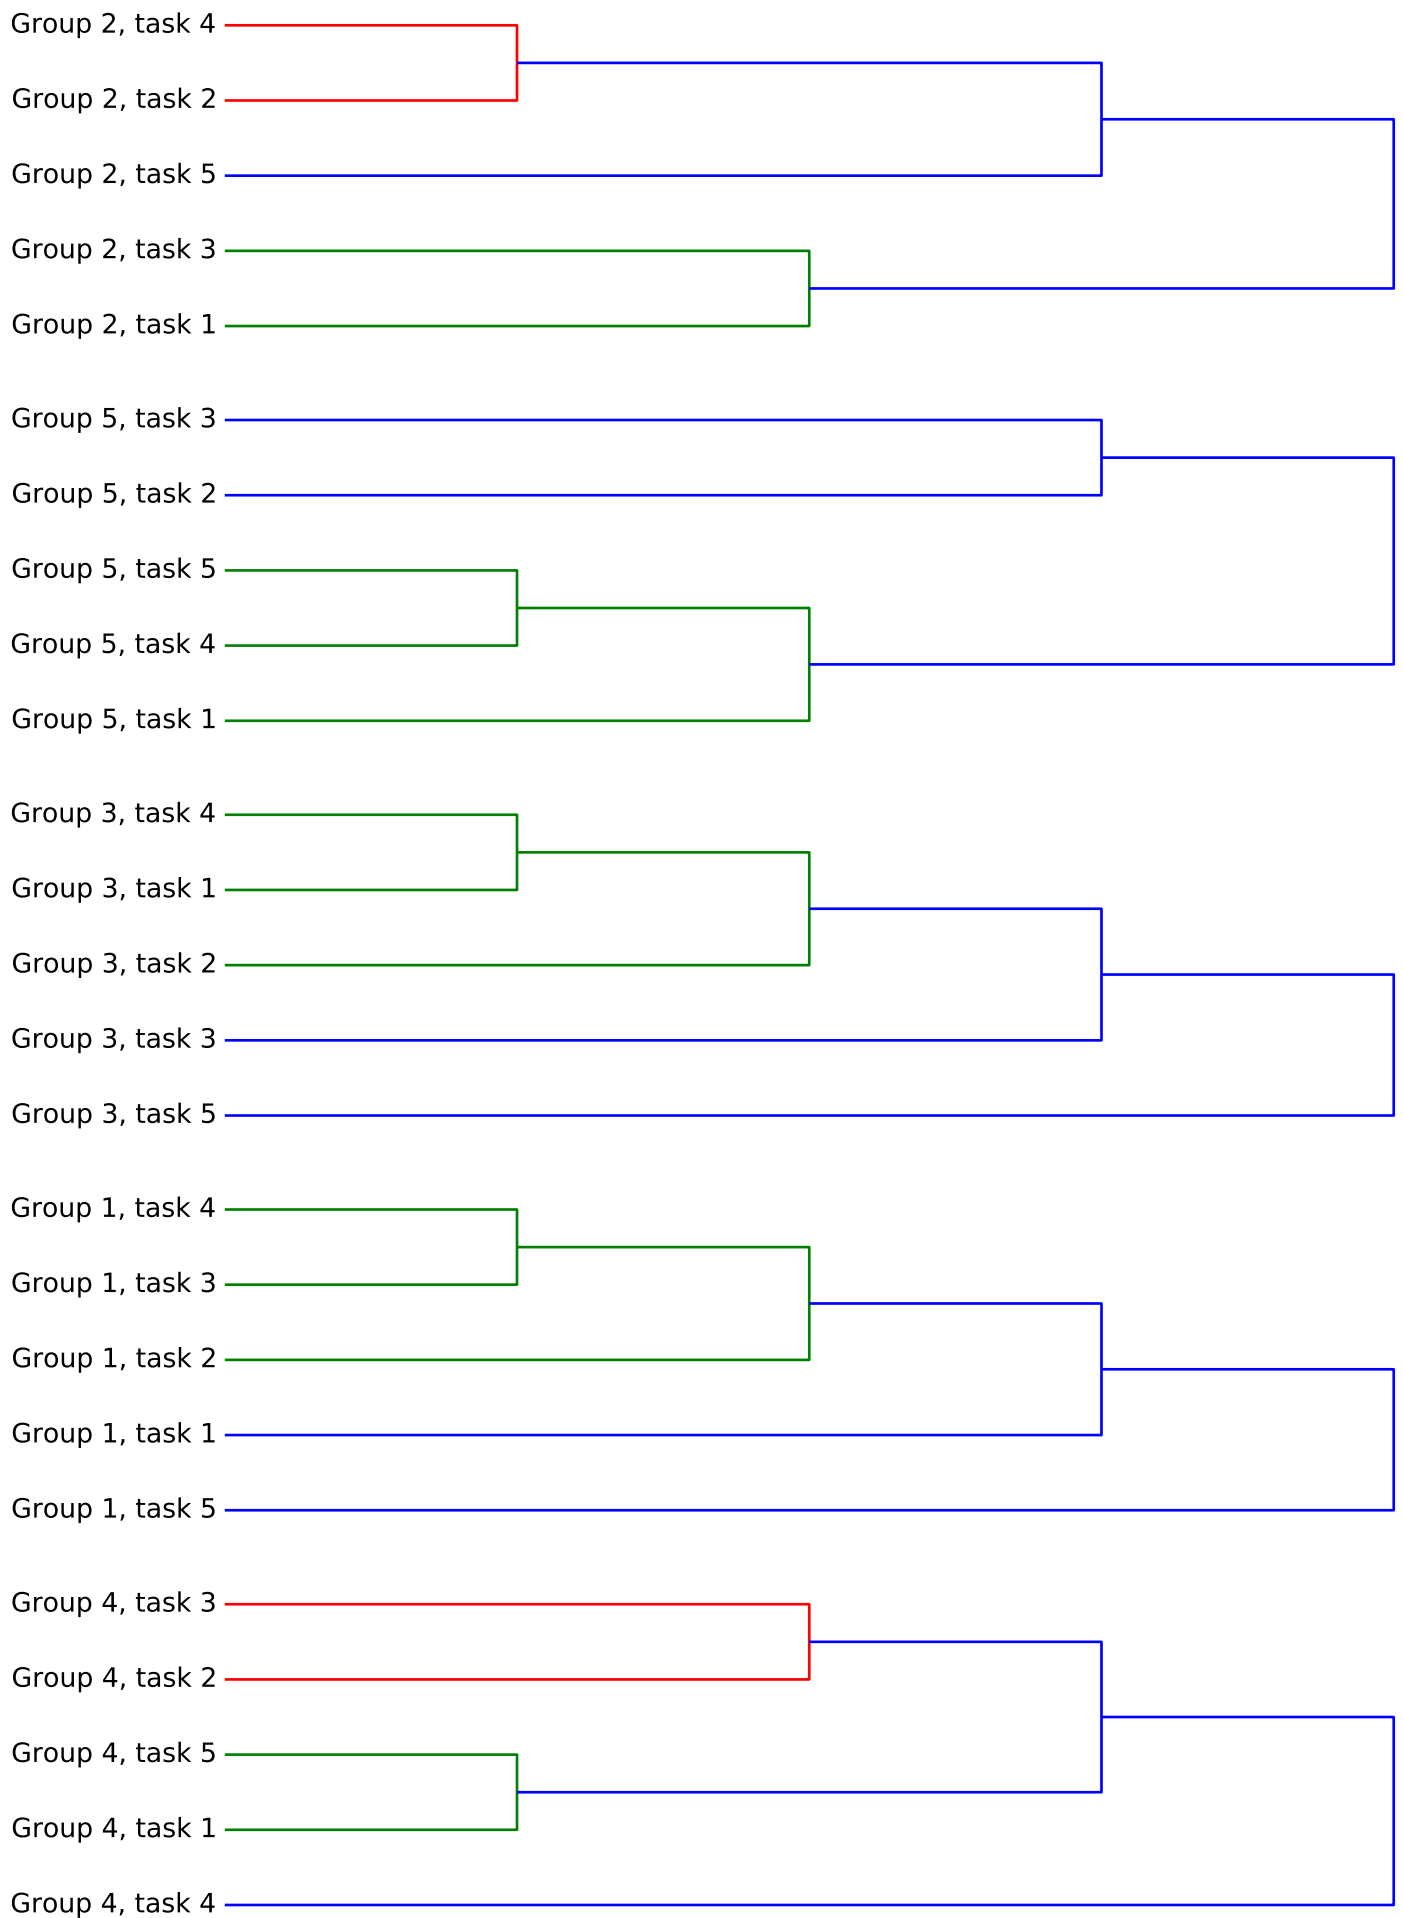 Group 2, task 4
Group 2, task 2
Group 2, task 5
Group 2, task 3
Group 2, task 1
Group 5, task 3
Group 5, task 2
Group 5, task 5
Group 5, task 4
Group 5, task 1
Group 3, task 4
Group 3, task 1
Group 3, task 2
Group 3, task 3
Group 3, task 5
Group 1, task 4
Group 1, task 3
Group 1, task 2
Group 1, task 1
Group 1, task 5
Group 4, task 3
Group 4, task 2
Group 4, task 5
Group 4, task 1
Group 4, task 4